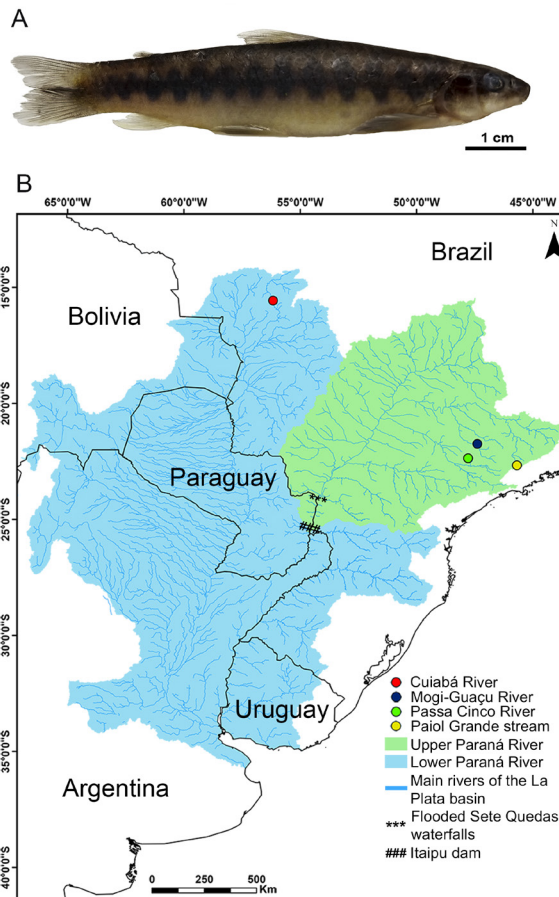 A
1 cm
B
65°0'0"S 60°0'0"S 55°0'0"S 50°0'0"S 45°0'0"S
N
Brazil
15°0'0"S
Bolivia
20°0'0"S
Paraguay
***
25°0'0"S
###
30°0'0"S
Uruguay
35°0'0"S
Argentina
40°0'0"S
Cuiabá River
Mogi-Guaçu River
Passa Cinco River
Paiol Grande stream
Upper Paraná River
Lower Paraná River
Main rivers of the La
Plata basin
*** Flooded Sete Quedas
waterfalls
### Itaipu dam
0 250 500
Km